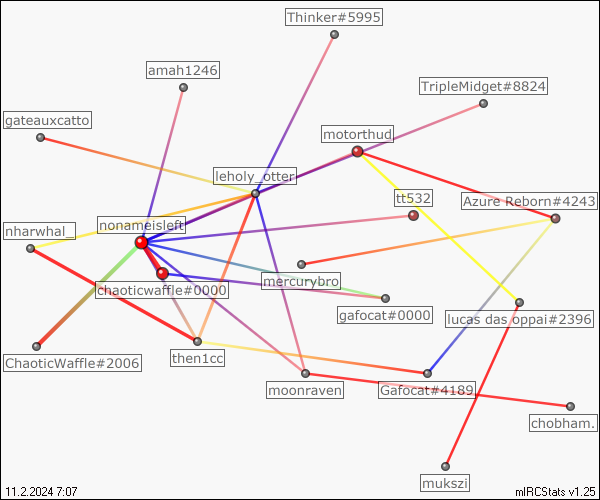 Thinker#5995
amah1246
TripleMidget#8824
gateauxcatto
motorthud
leholy_otter
tt532
Azure Reborn#4243
nharwhal_
nonameisleft
mercurybro
chaoticwaffle#0000
gafocat#0000
lucas das oppai#2396
ChaoticWaffle#2006
then1cc
moonraven
Gafocat#4189
chobham.
mukszi
11.2.2024 7:07
mIRCStats v1.25